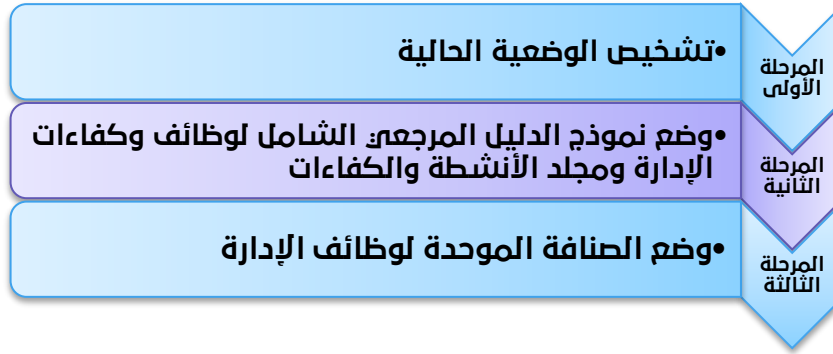 المرحلة
الأولى
•تشخيص الوضعية الحالية
المرحلة
الثانية
•وضع نموذج الدليل المرجعي الشامل لوظائف وكفاءات
الإدارة ومجلد الأنشطة والكفاءات
المرحلة
الثالثة
•وضع الصنافة الموحدة لوظائف الإدارة